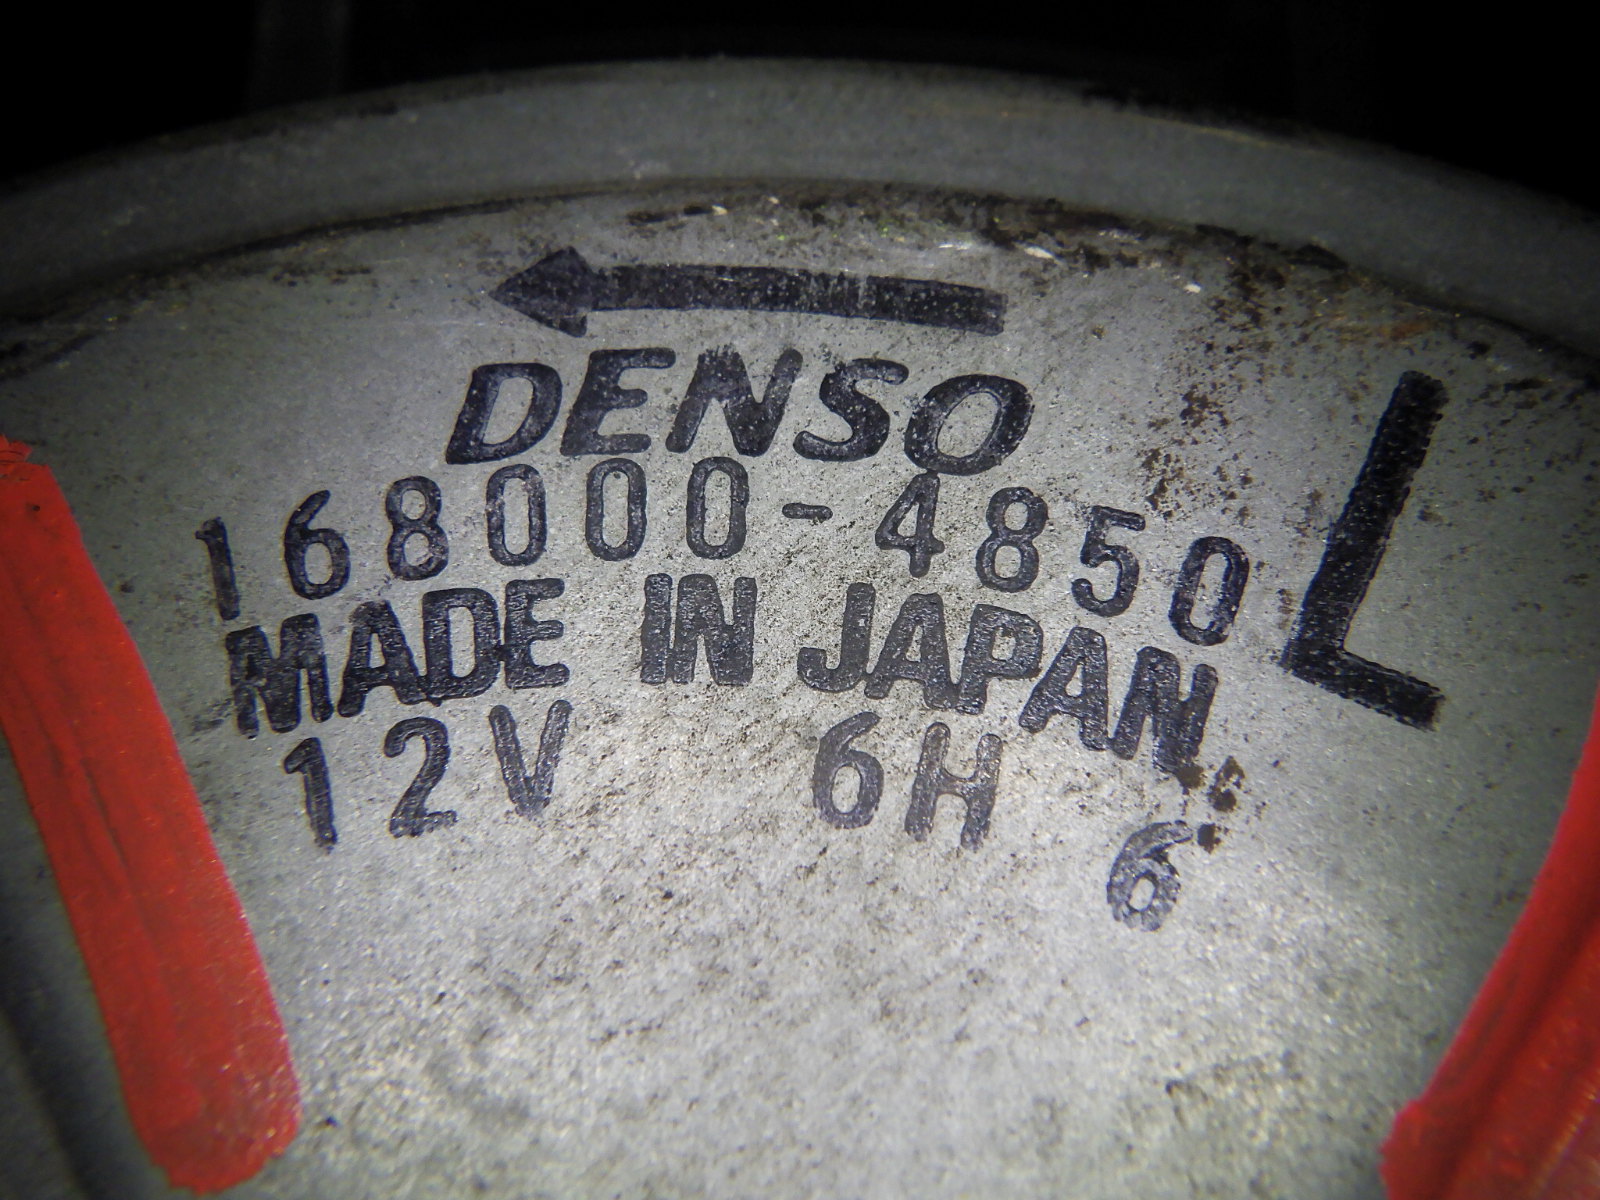 DENSO
168000-4850
L
MADE IN JAPAN
12V 6H
6